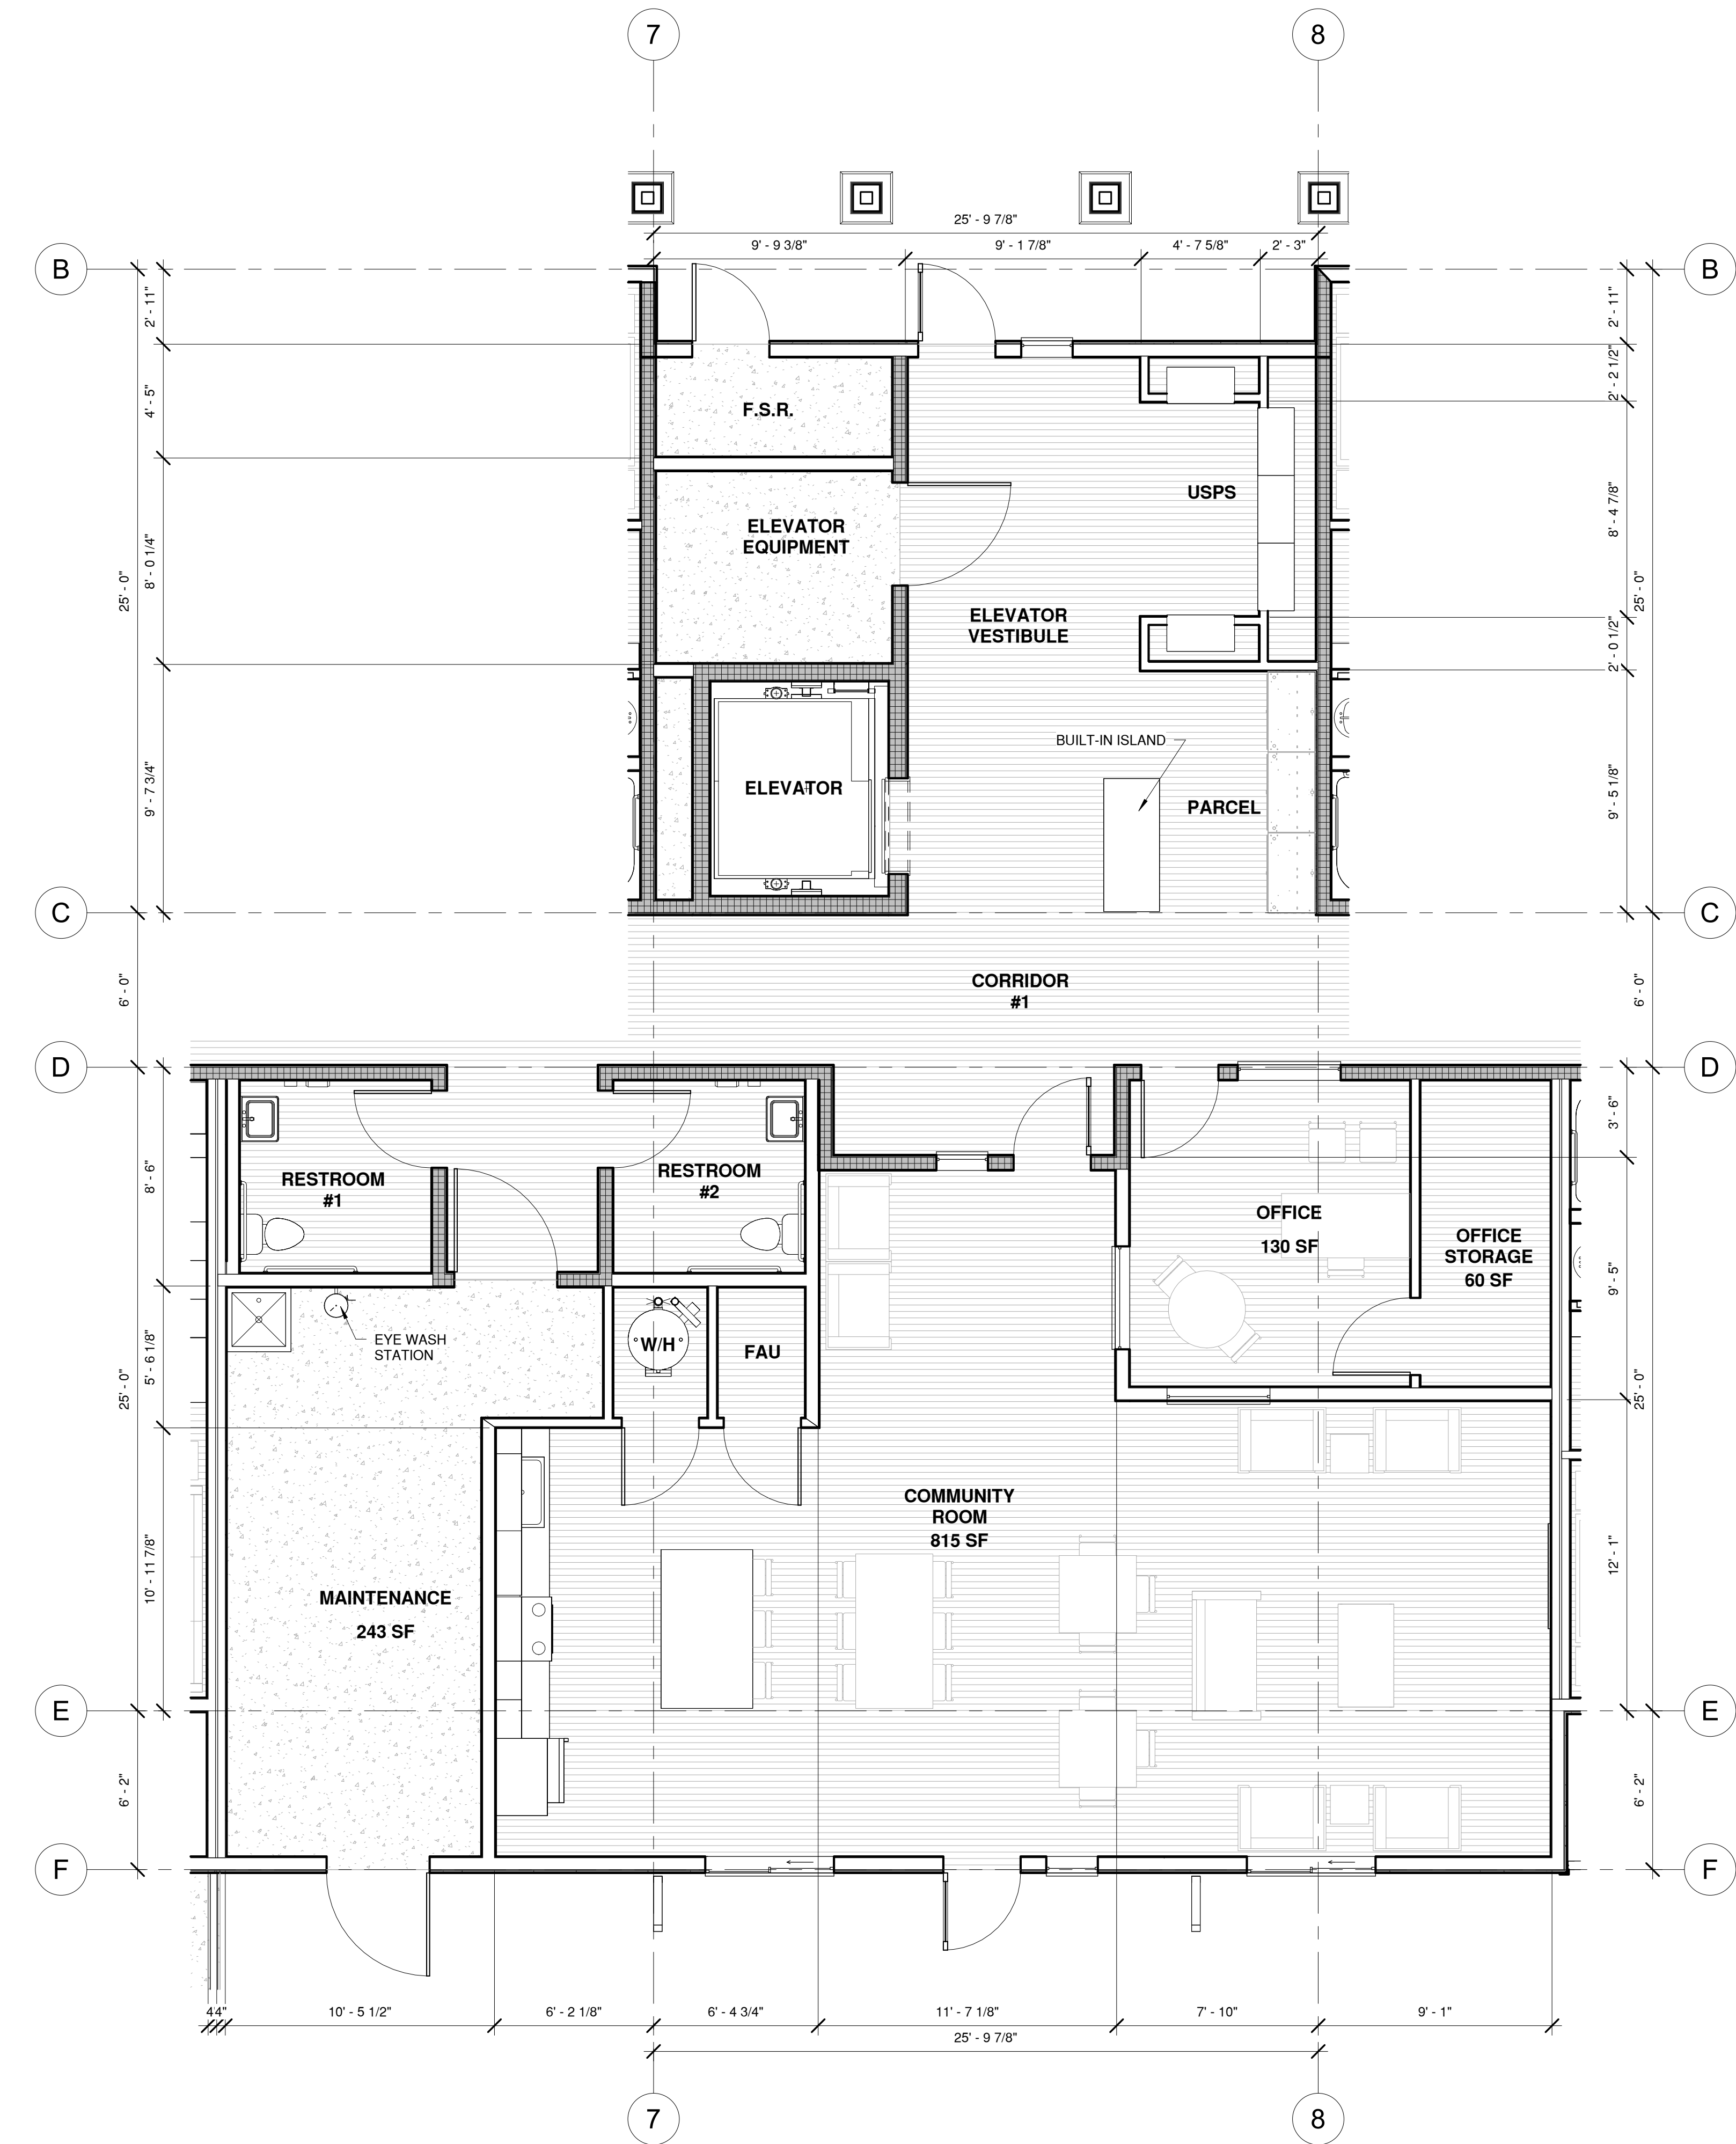 7
8
25' - 9 7/8"
9' - 9 3/8"
9' - 1 7/8"
4' - 7 5/8"
2' - 3"
B
B
2' - 11"
2' - 11"
4' - 5"
2' - 2 1/2"
F.S.R.
USPS
8' - 4 7/8"
ELEVATOR
EQUIPMENT
8' - 0 1/4"
25' - 0"
25' - 0"
ELEVATOR
VESTIBULE
2' - 0 1/2"
BUILT-IN ISLAND
9' - 7 3/4"
ELEVATOR
PARCEL
9' - 5 1/8"
C
C
6' - 0"
CORRIDOR
#1
6' - 0"
D
D
3' - 6"
8' - 6"
RESTROOM
#1
RESTROOM
#2
OFFICE
130 SF
OFFICE
STORAGE
60 SF
9' - 5"
EYE WASH
STATION
W/H
FAU
5' - 6 1/8"
25' - 0"
25' - 0"
COMMUNITY
ROOM
815 SF
10' - 11 7/8"
12' - 1"
MAINTENANCE
243 SF
E
E
6' - 2"
6' - 2"
F
F
4"
4"
10' - 5 1/2"
6' - 2 1/8"
6' - 4 3/4"
11' - 7 1/8"
7' - 10"
9' - 1"
25' - 9 7/8"
7
8